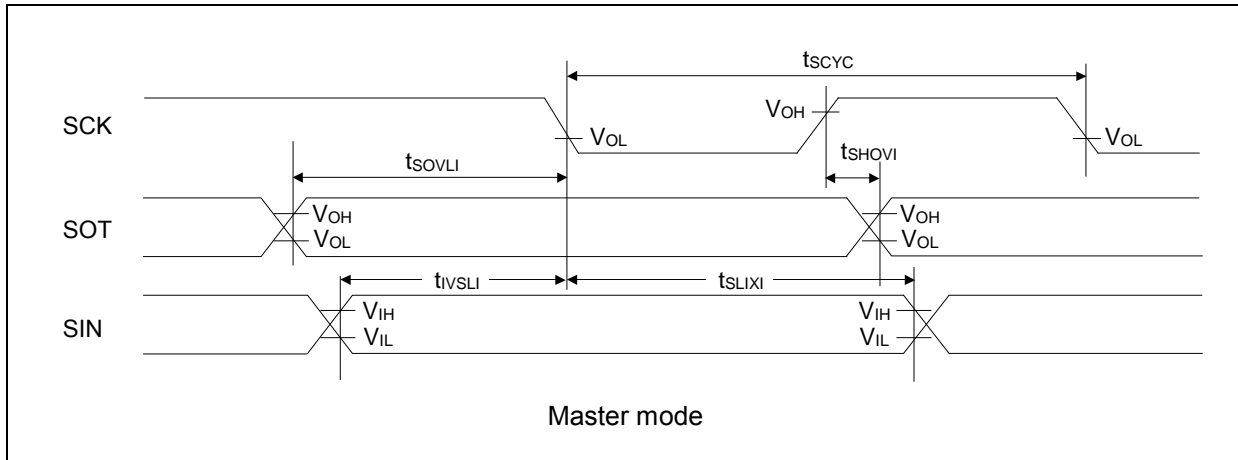 tSCYC
SCK
VOH
VOL
VOL
tSHOVI
tSOVLI
SOT
VOH
VOL
VOH
VOL
tIVSLI
tSLIXI
SIN
VIH
VIL
VIH
VIL
Master mode